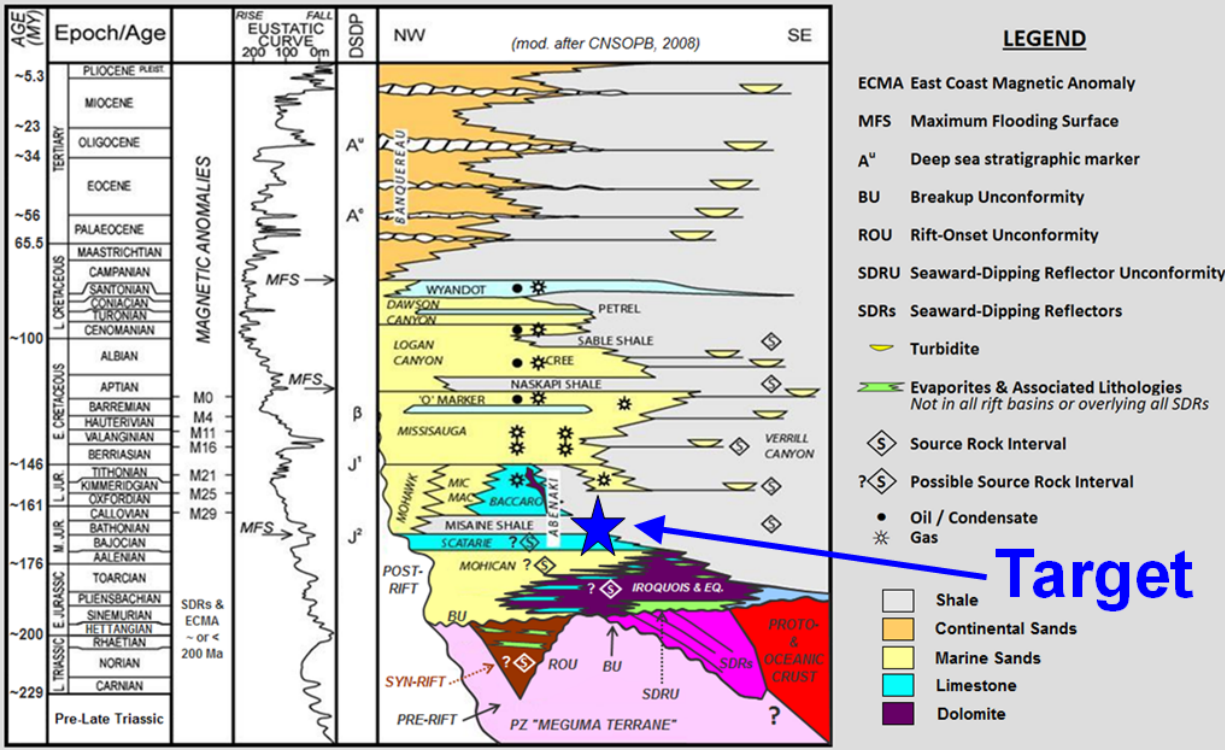 AGE (MY)
Epoch/Age
RISE FALL
EUSTATIC CURVE
200 100 0m
DSDP
NW
(mod. after CNSOPB, 2008)
SE
~5.3
~23
~34
~56
65.5
~100
~146
~161
~176
~200
~229
TERTIARY
L. CRETACEOUS
E. CRETACEOUS
L. JUR.
M. JUR.
E. JURASSIC
L. TRIASSIC
PLIOCENE PLEIST.
MIOCENE
OLIGOCENE
EOCENE
PALAEOCENE
MAASTRICHTIAN
CAMPANIAN
SANTONIAN
CONIACIAN
TURONIAN
CENOMANIAN
ALBIAN
APTIAN
BARREMIAN
HAUTERIVIAN
VALANGINIAN
BERRIASIAN
TITHONIAN
KIMMERIDGIAN
OXFORDIAN
CALLOVIAN
BATHONIAN
BAJOCIAN
AALENIAN
TOARCIAN
PLIENSBACHIAN
SINEMURIAN
HETTANGIAN
RHAETIAN
NORIAN
CARNIAN
Pre-Late Triassic
MAGNETIC ANOMALIES
M0
M4
M11
M16
M21
M25
M29
SDRs &
ECMA
~ or <
200 Ma
MFS
MFS
MFS
Aᵘ
Aᵉ
β
J¹
J²
BANQUEREAU
WYANDOT
DAWSON
CANYON
PETREL
SABLE SHALE
LOGAN
CANYON
CREE
NASKAPI SHALE
'O' MARKER
MISSISAUGA
VERRILL
CANYON
MOHAWK
MIC
MAC
BACCARO
ABENAKI
MISAINE SHALE
SCATARIE ? S
MOHICAN ? S
? S IROQUOIS & EQ.
S
S
S
S
S
POST-
RIFT
BU
? S
ROU
BU
SDRU
SDRs
PROTO-
&
OCEANIC
CRUST
SYN-RIFT
PRE-RIFT
PZ "MEGUMA TERRANE"
?
Target
LEGEND
ECMA East Coast Magnetic Anomaly
MFS Maximum Flooding Surface
Aᵘ Deep sea stratigraphic marker
BU Breakup Unconformity
ROU Rift-Onset Unconformity
SDRU Seaward-Dipping Reflector Unconformity
SDRs Seaward-Dipping Reflectors
Turbidite
Evaporites & Associated Lithologies
Not in all rift basins or overlying all SDRs
S Source Rock Interval
? S Possible Source Rock Interval
Oil / Condensate
Gas
Shale
Continental Sands
Marine Sands
Limestone
Dolomite